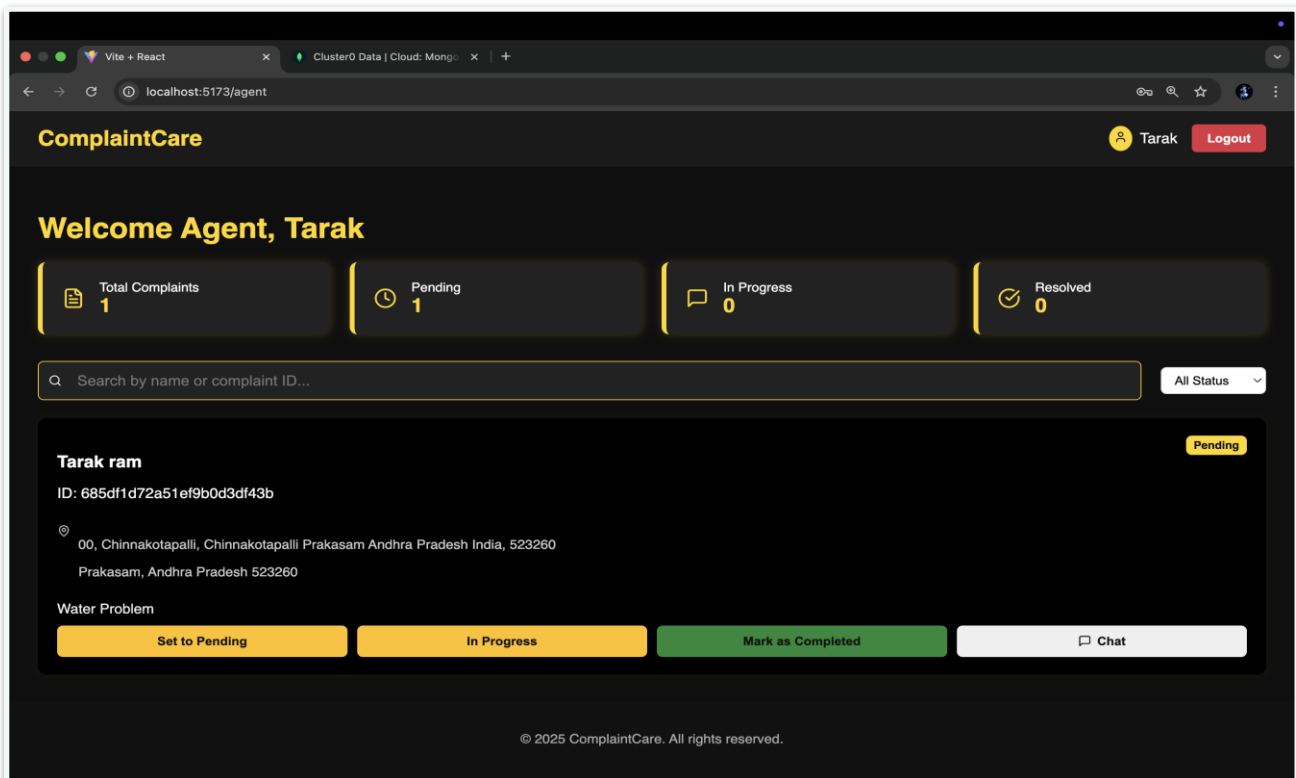 Vite + React
Cluster0 Data | Cloud: Mongo
localhost:5173/agent
ComplaintCare
Tarak
Logout
Welcome Agent, Tarak
Total Complaints
1
Pending
1
In Progress
0
Resolved
0
Search by name or complaint ID...
All Status
Pending
Tarak ram
ID: 685df1d72a51ef9b0d3df43b
00, Chinnakotapalli, Chinnakotapalli Prakasam Andhra Pradesh India, 523260
Prakasam, Andhra Pradesh 523260
Water Problem
Set to Pending
In Progress
Mark as Completed
Chat
© 2025 ComplaintCare. All rights reserved.